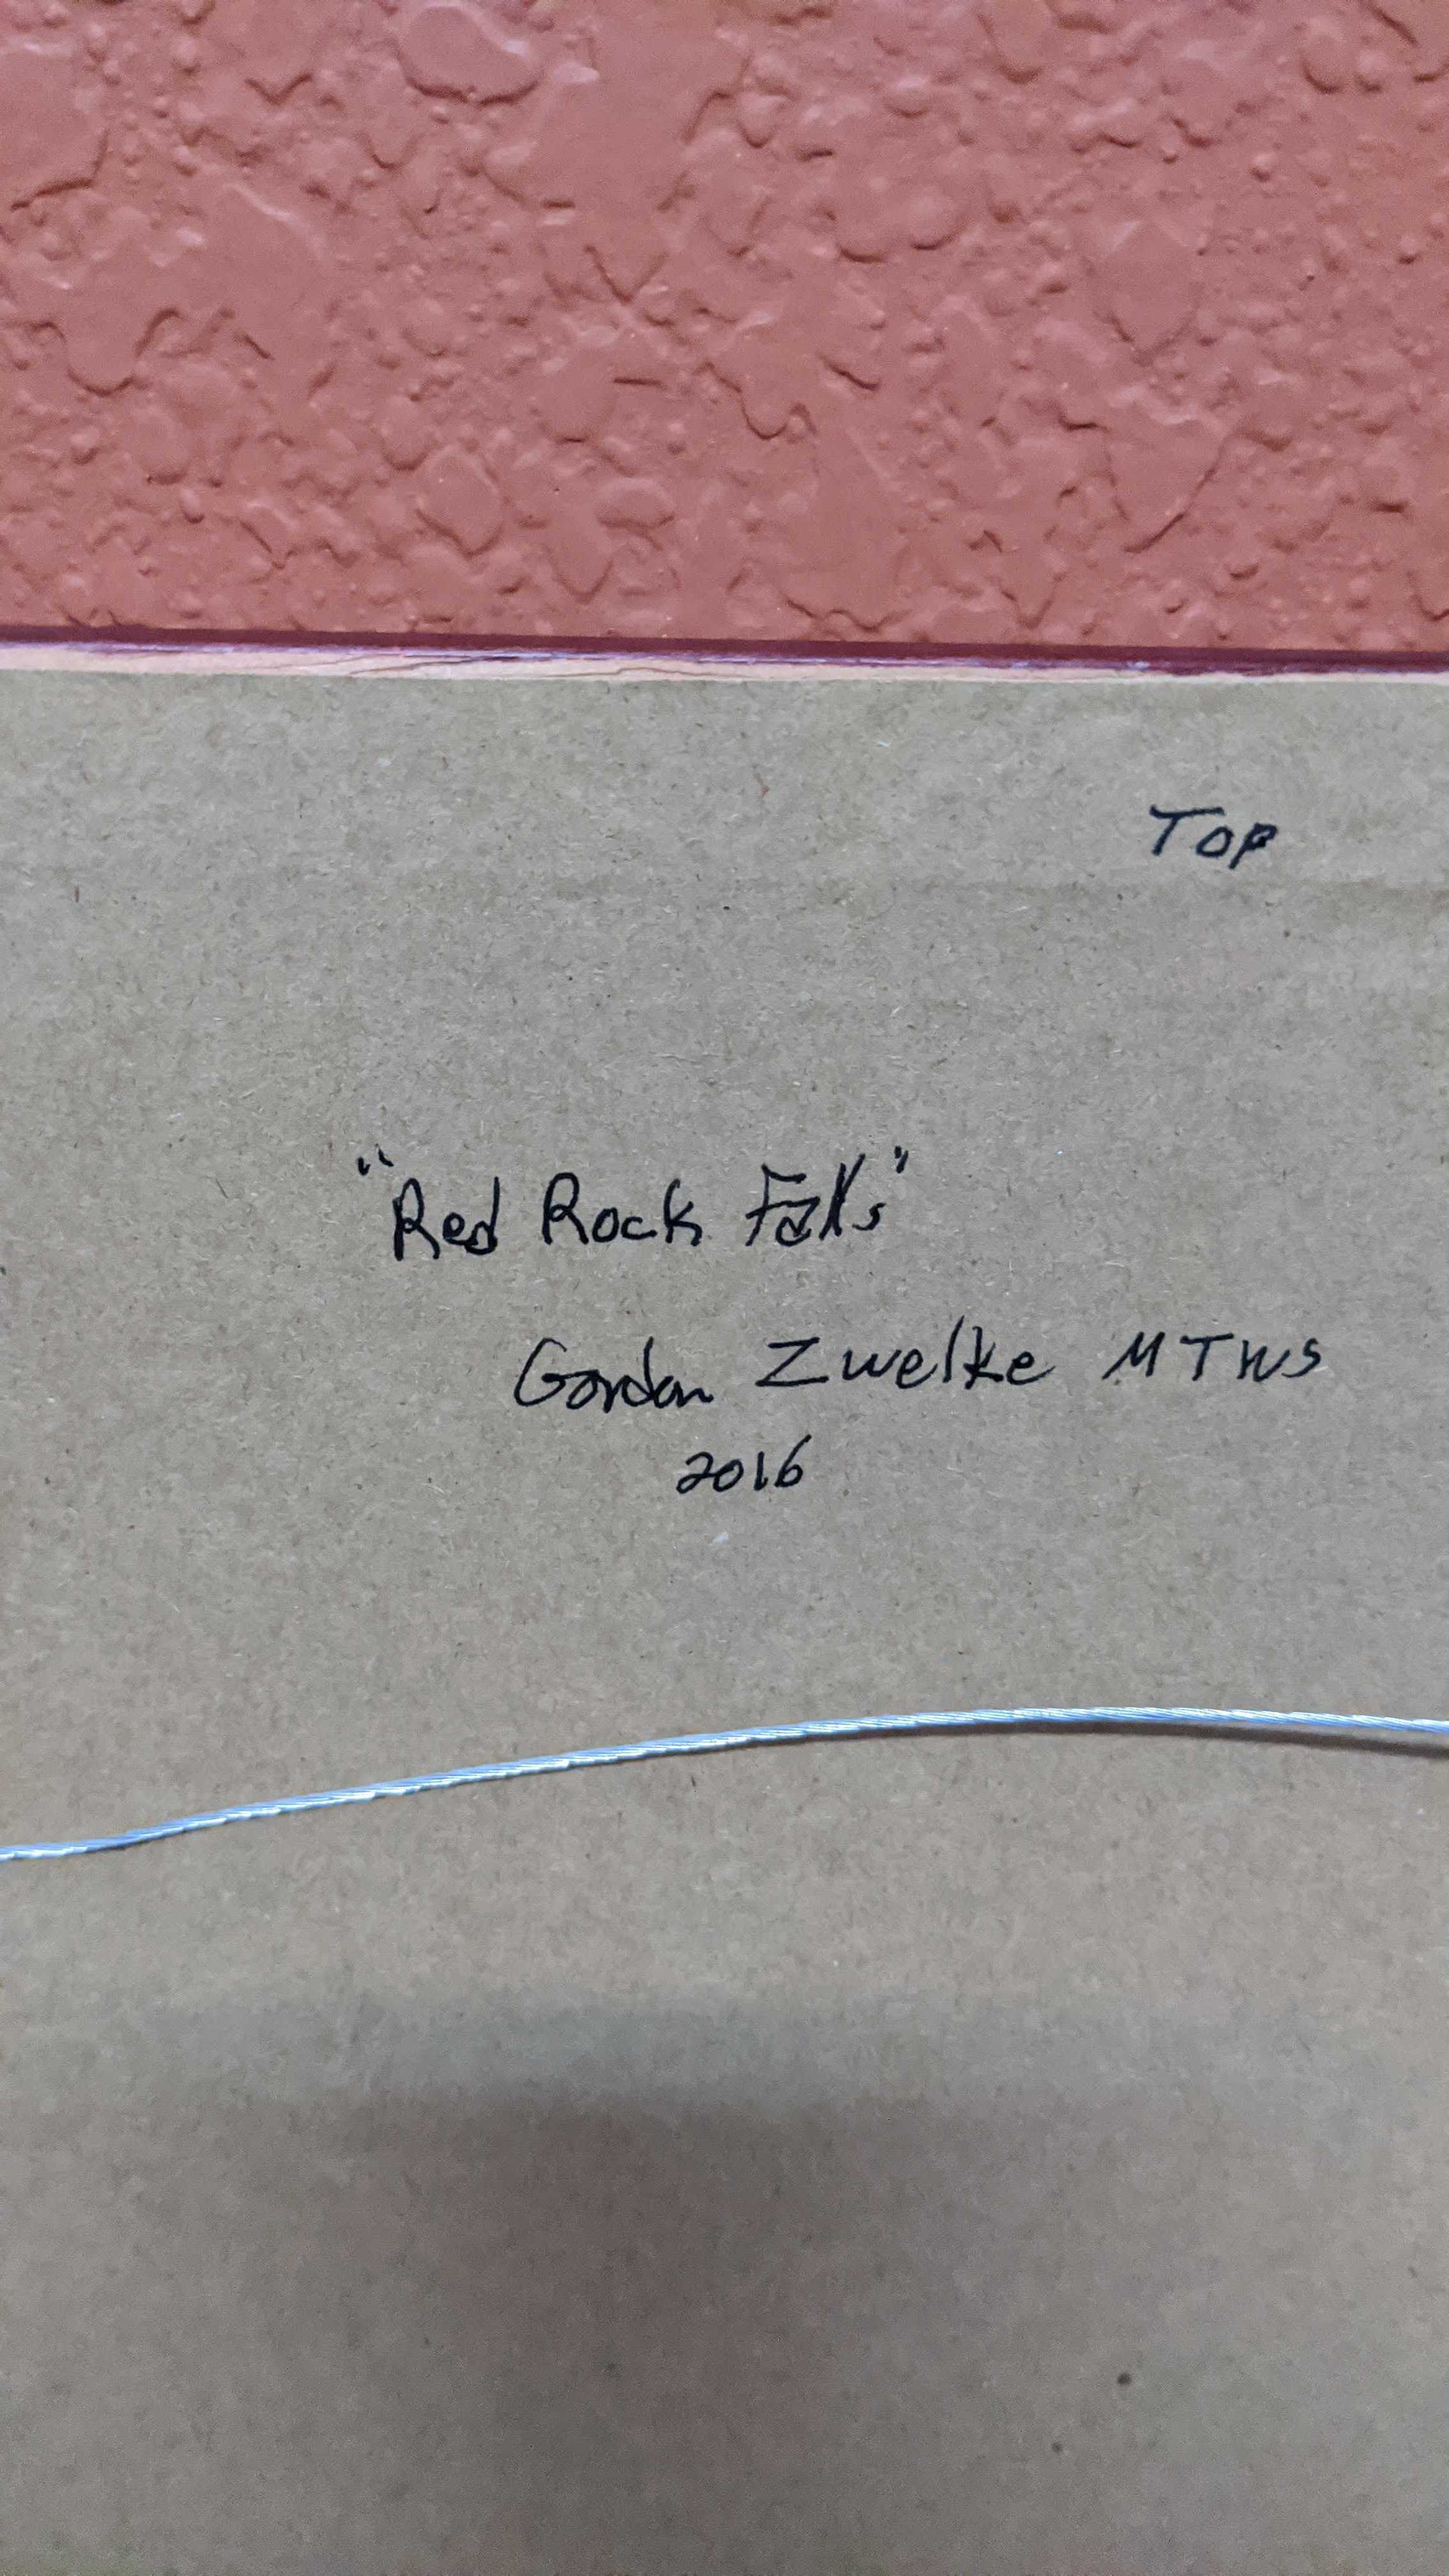 TOP
"Red Rock Falls"
Gordon Zwelke MTWS
2016